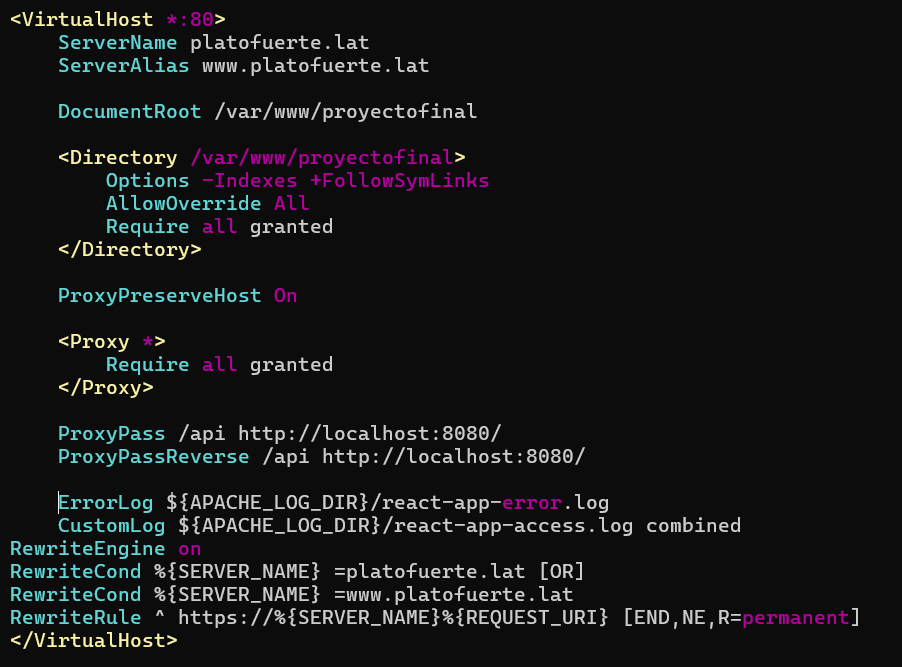 <VirtualHost *:80>
    ServerName platofuerte.lat
    ServerAlias www.platofuerte.lat

    DocumentRoot /var/www/proyectofinal

    <Directory /var/www/proyectofinal>
        Options -Indexes +FollowSymLinks
        AllowOverride All
        Require all granted
    </Directory>

    ProxyPreserveHost On

    <Proxy *>
        Require all granted
    </Proxy>

    ProxyPass /api http://localhost:8080/
    ProxyPassReverse /api http://localhost:8080/

    ErrorLog ${APACHE_LOG_DIR}/react-app-error.log
    CustomLog ${APACHE_LOG_DIR}/react-app-access.log combined
RewriteEngine on
RewriteCond %{SERVER_NAME} =platofuerte.lat [OR]
RewriteCond %{SERVER_NAME} =www.platofuerte.lat
RewriteRule ^ https://%{SERVER_NAME}%{REQUEST_URI} [END,NE,R=permanent]
</VirtualHost>